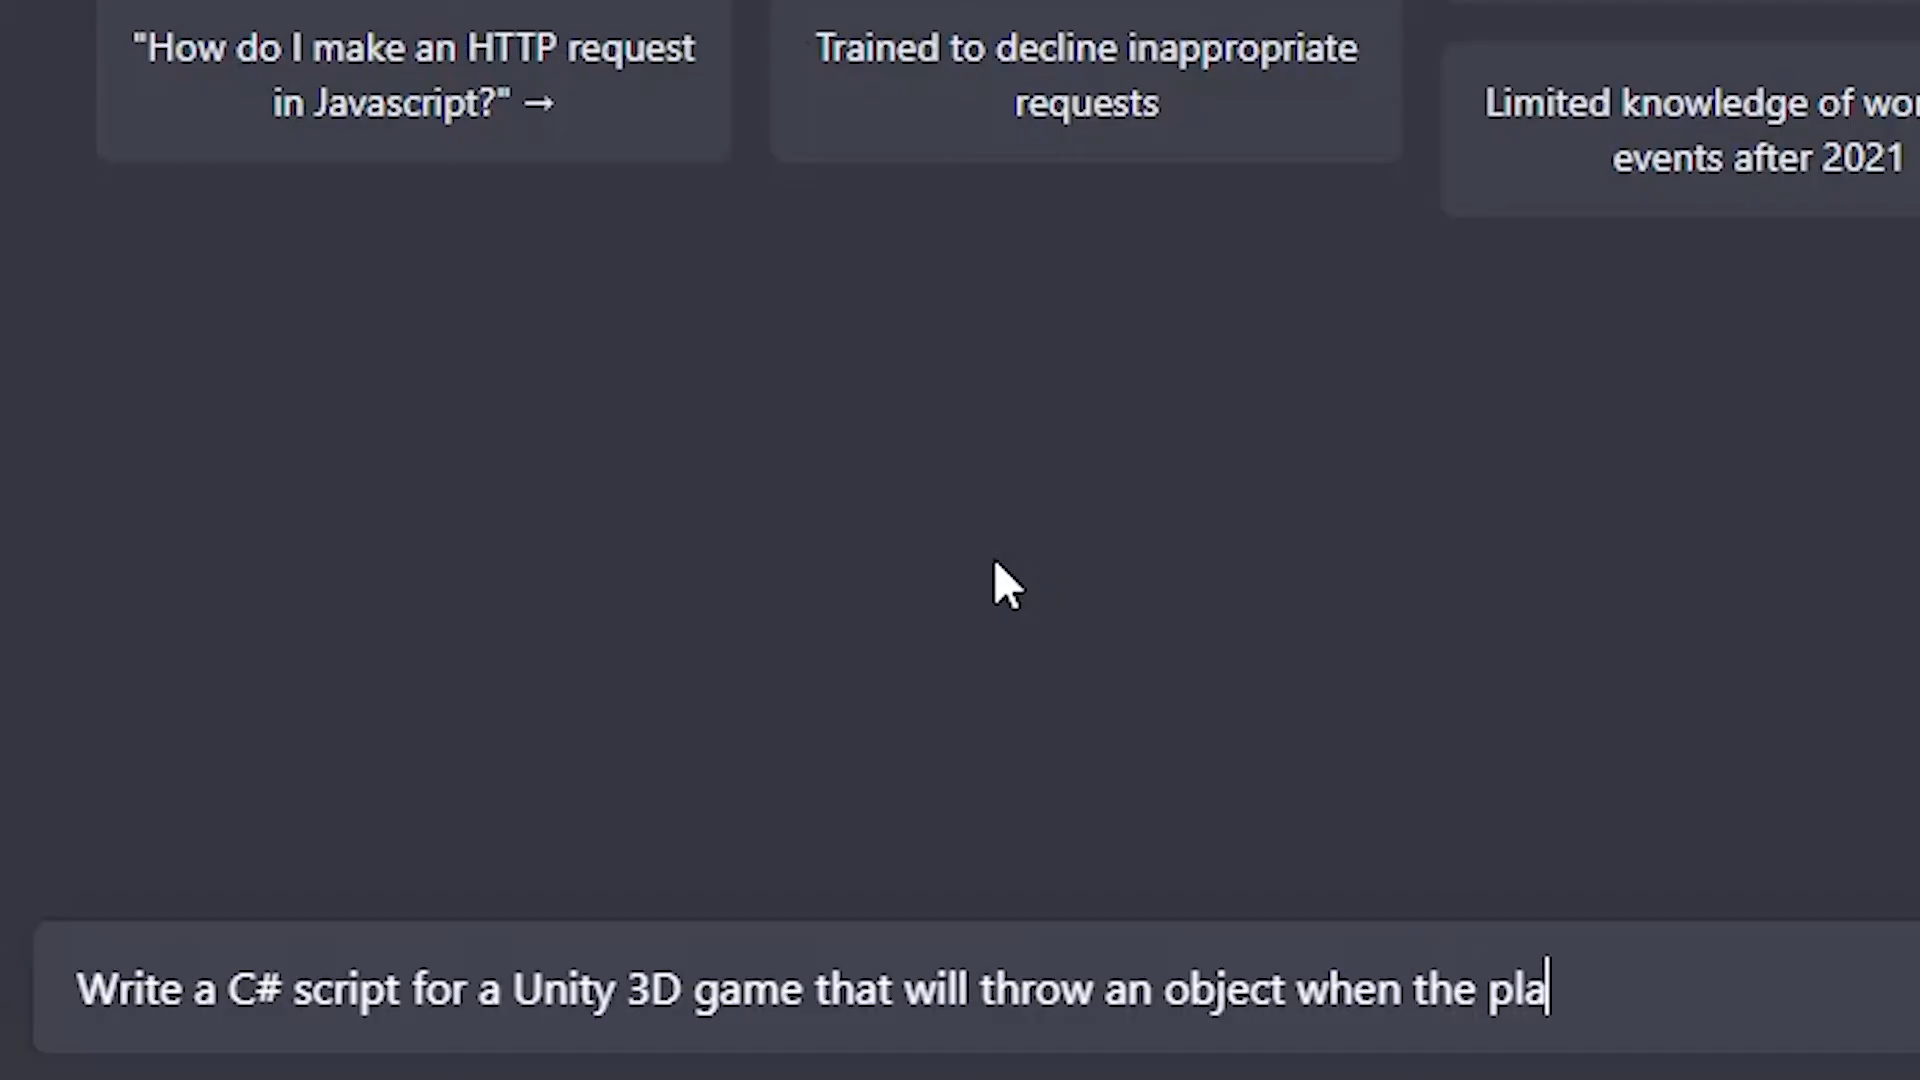 "How do I make an HTTP request
in Javascript?" →
Trained to decline inappropriate
requests
Limited knowledge of
events after 2021
Write a C# script for a Unity 3D game that will throw an object when the pla